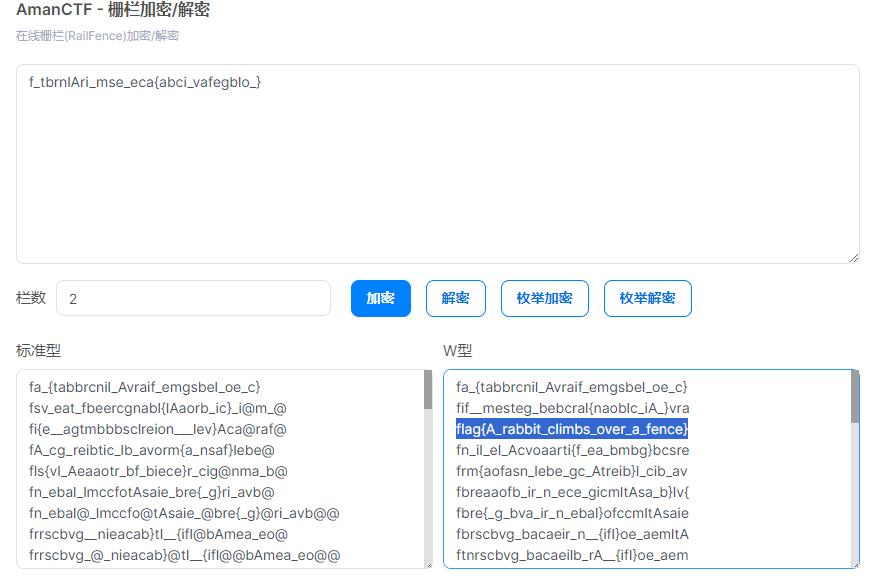 AmanCTF - 栅栏加密/解密
在线栅栏(RailFence)加密/解密
f_tbrnlAri_mse_eca{abci_vafegblo_}
栏数 2 加密 解密 枚举加密 枚举解密
标准型
fa_{tabbrcnil_Avraif_emgsbel_oe_c}
fsv_eat_fbeercgnabl{lAaorb_ic}_i@m_@
fi{e__agtmbbbsclreion___lev}Aca@raf@
fA_cg_reibtic_lb_avorm{a_nsaf}lebe@
fls{vl_Aeaaotr_bf_biece}r_cig@nma_b@
fn_ebal_lmccfotAsaie_bre{_g}ri_avb@
fn_ebal@_lmccfo@tAsaie_@bre{_g}@ri_avb@@
frrscbvg__nieacab}tl__{ifl@bAmea_eo@
frrscbvg_@_nieacab}@tl__{ifl@@bAmea_eo@@
W型
fa_{tabbrcnil_Avraif_emgsbel_oe_c}
fif__mesteg_bebcral{naoblc_iA_}vra
flag{A_rabbit_climbs_over_a_fence}
fn_il_el_Acvoaarti{f_ea_bmbg}bcsre
frm{aofasn_lebe_gc_Atreib}l_cib_av
fbreaaofb_ir_n_ece_gicmltAsa_b}lv{
fbre{_g_bva_ir_n_ebal}ofccmltAsaie
fbrscbvg_bacaeir_n__{ifl}oe_aemltA
ftnrscbvg_bacaeilb_rA__{ifl}oe_aem